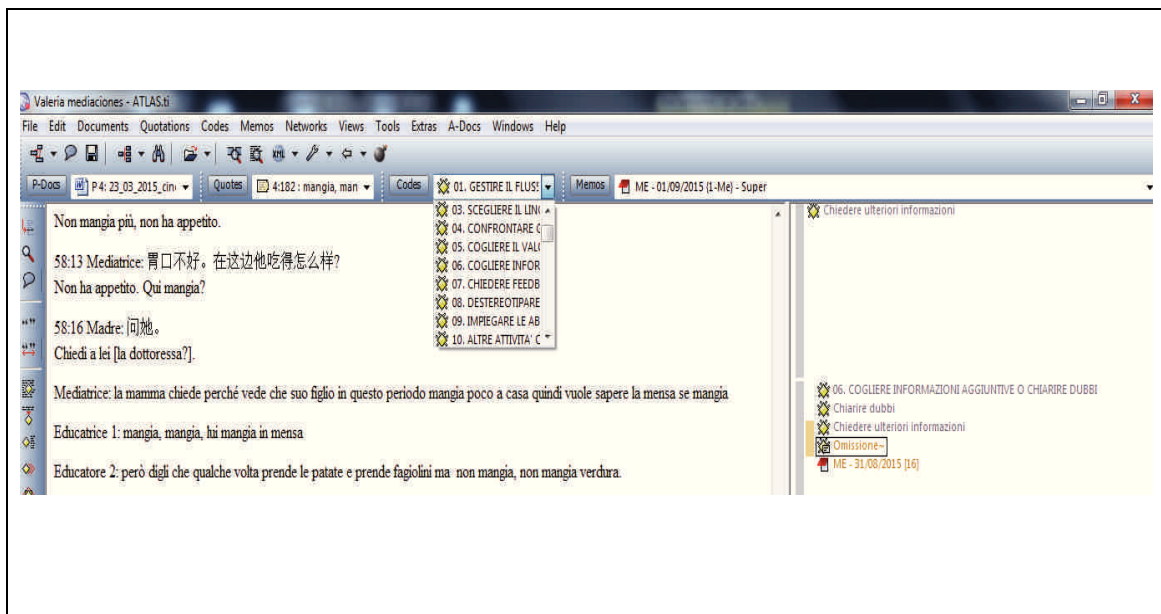 Valeria mediaciones - ATLAS.ti
File Edit Documents Quotations Codes Memos Networks Views Tools Extras A-Docs Windows Help
P-Docs P 4: 23_03_2015_cin Quotes 4:182 : mangia, man Codes 01. GESTIRE IL FLUSS Memos ME - 01/09/2015 (1-Me) - Super
03. SCEGLIERE IL LIN
04. CONFRONTARE C
05. COGLIERE IL VAL
06. COGLIERE INFOR
07. CHIEDERE FEEDB
08. DESTEREOTIPARE
09. IMPIEGARE LE AB
10. ALTRE ATTIVITA' C
Non mangia più, non ha appetito.
58:13 Mediatrice: 胃口不好。在这边他吃得怎么样?
Non ha appetito. Qui mangia?
58:16 Madre: 问她。
Chiedi a lei [la dottoressa?].
Mediatrice: la mamma chiede perché vede che suo figlio in questo periodo mangia poco a casa quindi vuole sapere la mensa se mangia
Educatrice 1: mangia, mangia, lui mangia in mensa
Educatore 2: però digli che qualche volta prende le patate e prende fagiolini ma non mangia, non mangia verdura.
Chiedere ulteriori informazioni
06. COGLIERE INFORMAZIONI AGGIUNTIVE O CHIARIRE DUBBI
Chiarire dubbi
Chiedere ulteriori informazioni
Omissione~
ME - 31/08/2015 [16]